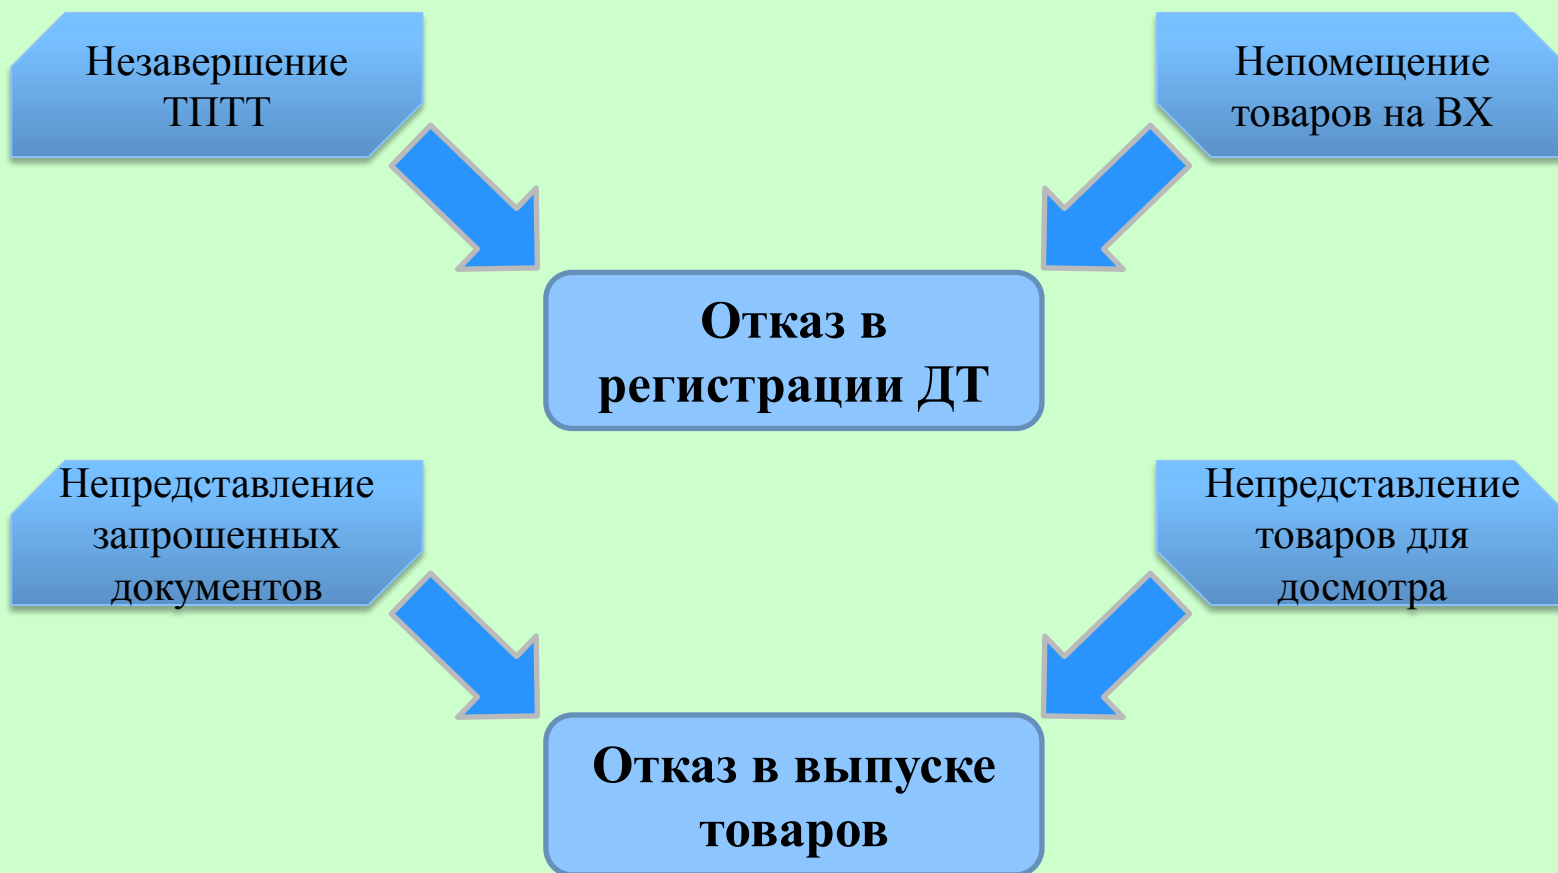 Незавершение
ТПТТ
Непомещение
товаров на ВХ
Отказ в
регистрации ДТ
Непредставление
запрошенных
документов
Непредставление
товаров для
досмотра
Отказ в выпуске
товаров